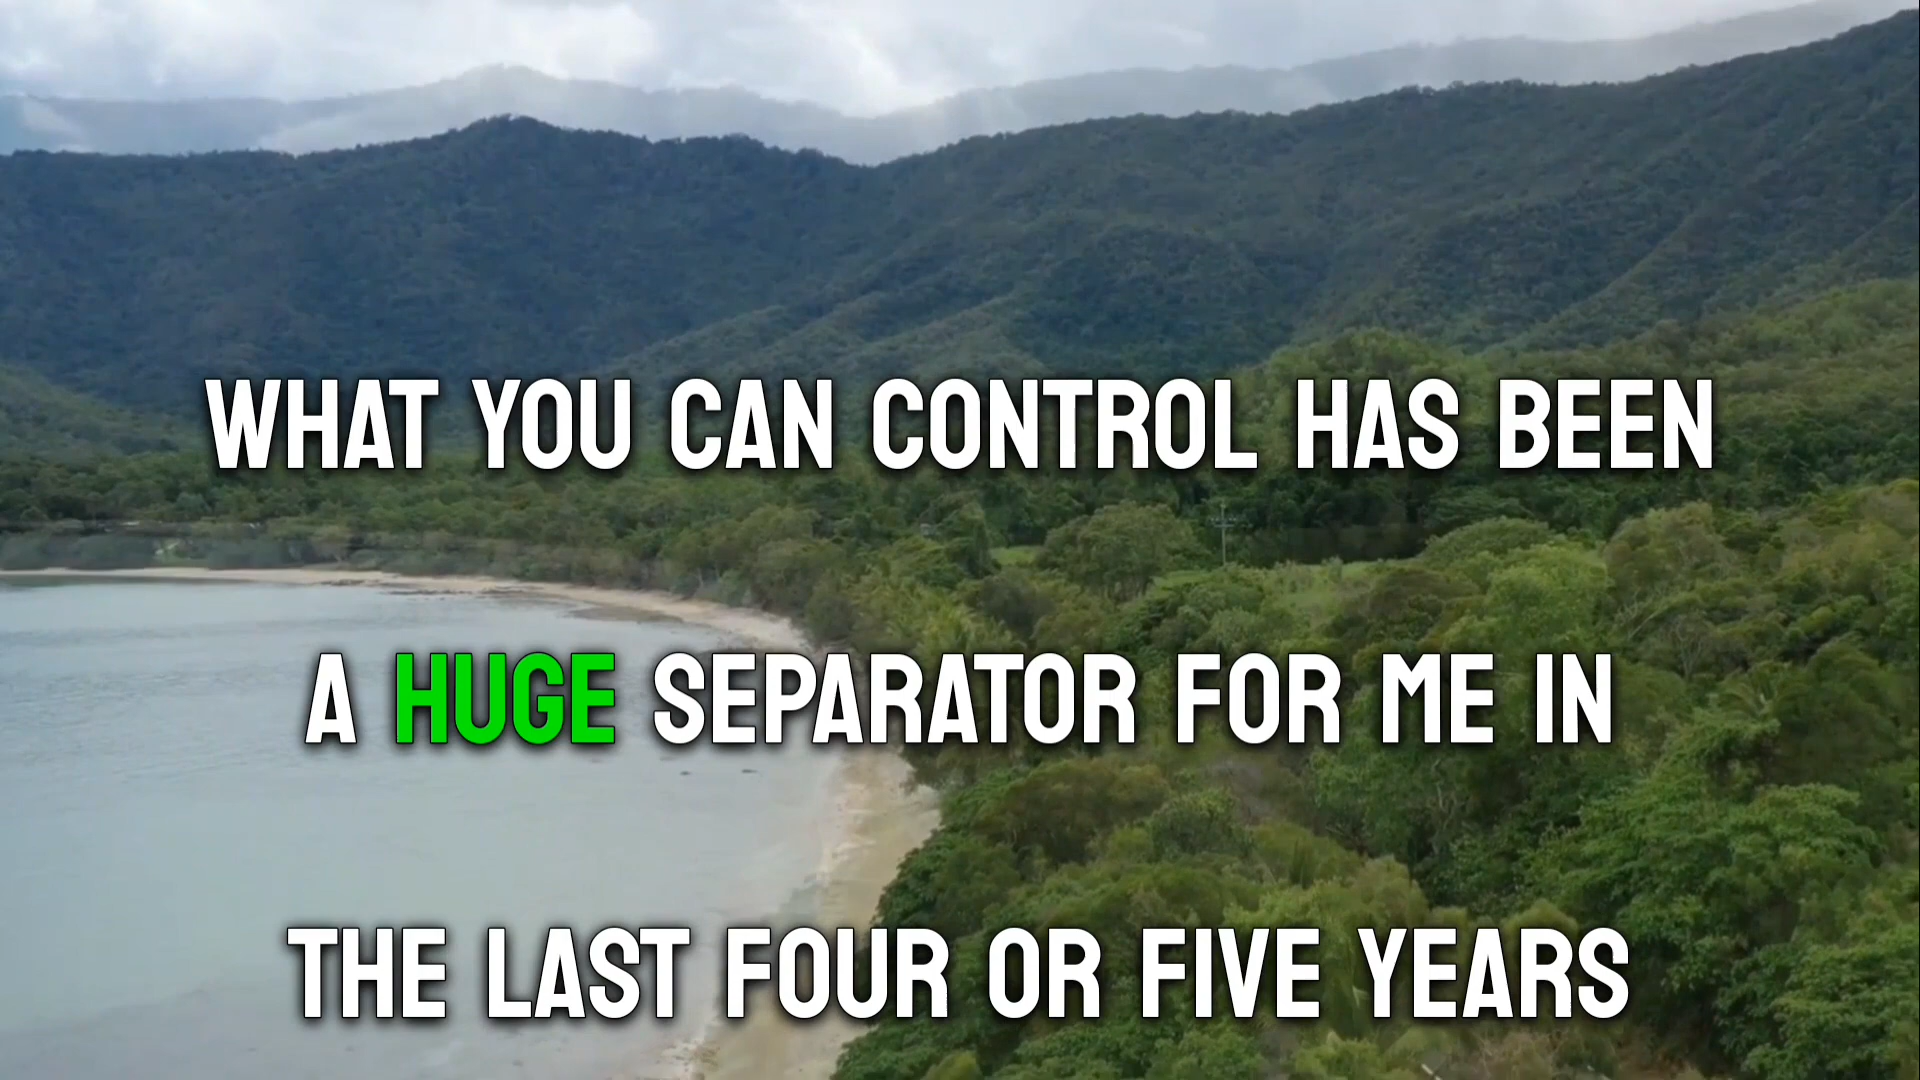 WHAT YOU CAN CONTROL HAS BEEN
A HUGE SEPARATOR FOR ME IN
THE LAST FOUR OR FIVE YEARS